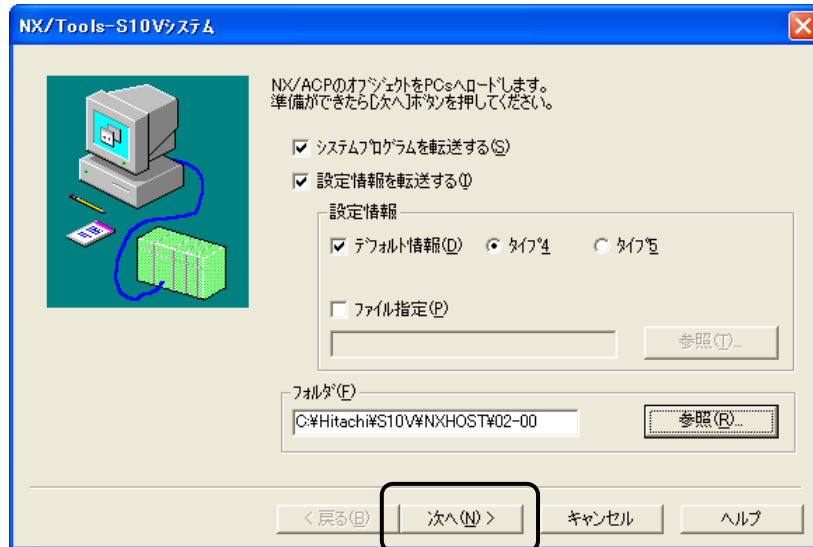 NX/Tools-S10Vシステム
NX/ACPのオブジェクトをPCsへロードします。
準備ができたら[次へ]ボタンを押してください。
システムプログラムを転送する(S)
設定情報を転送する(I)
設定情報
デフォルト情報(D) タイプ4 タイプ5
ファイル指定(P)
参照(T)...
フォルダ(F)
C:¥Hitachi¥S10V¥NXHOST¥02-00 参照(R)...
< 戻る(B) 次へ(N) > キャンセル ヘルプ